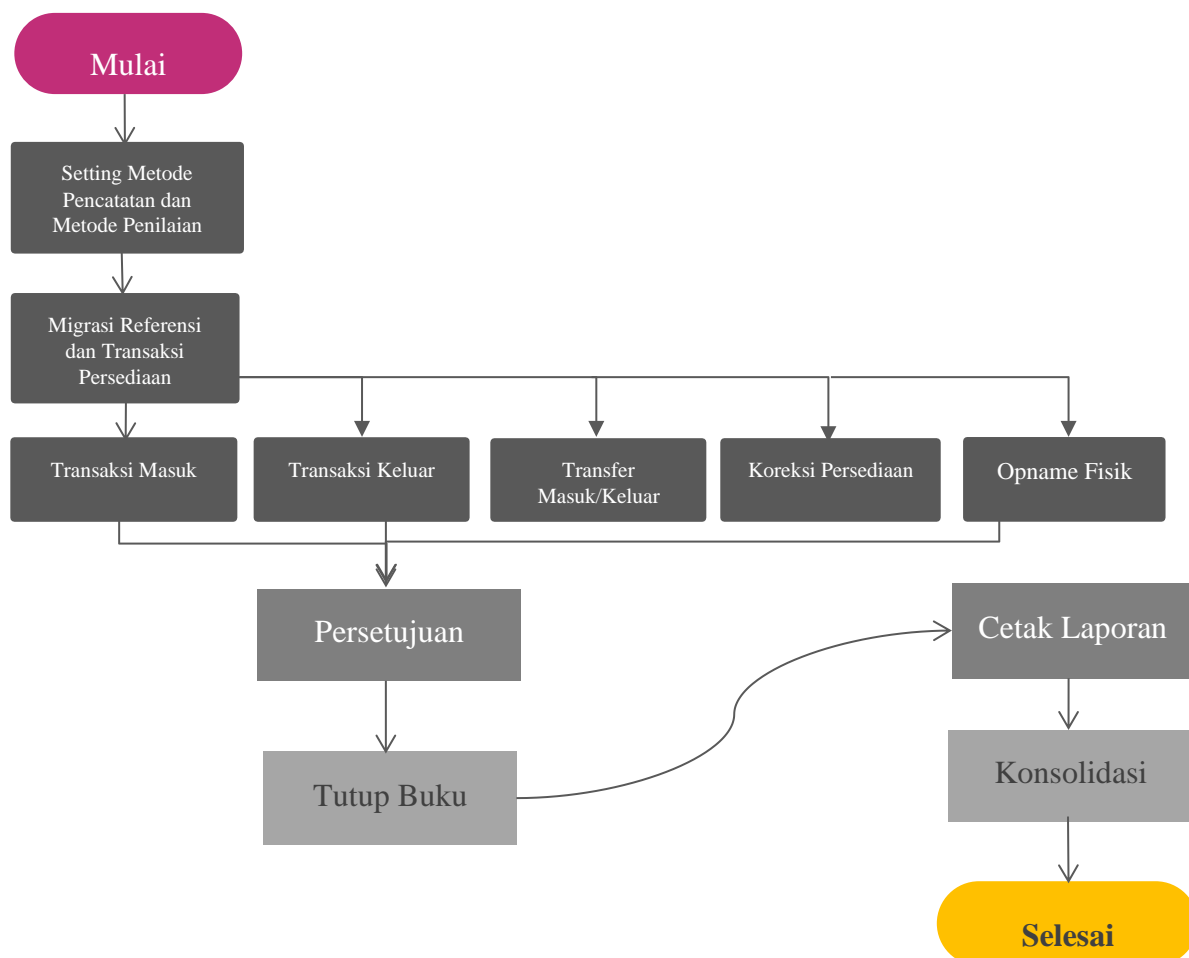 Mulai
Setting Metode
Pencatatan dan
Metode Penilaian
Migrasi Referensi
dan Transaksi
Persediaan
Transaksi Masuk
Transaksi Keluar
Transfer
Masuk/Keluar
Koreksi Persediaan
Opname Fisik
Persetujuan
Cetak Laporan
Tutup Buku
Konsolidasi
Selesai